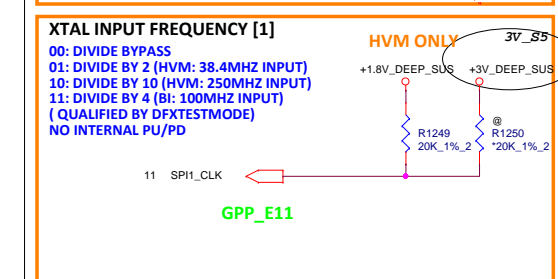 XTAL INPUT FREQUENCY [1]
00: DIVIDE BYPASS
01: DIVIDE BY 2 (HVM: 38.4MHZ INPUT)
10: DIVIDE BY 10 (HVM: 250MHZ INPUT)
11: DIVIDE BY 4 (BI: 100MHZ INPUT)
( QUALIFIED BY DFXTESTMODE)
NO INTERNAL PU/PD
HVM ONLY
3V_S5
+1.8V_DEEP_SUS
+3V_DEEP_SUS
R1249
20K_1%_2
@
R1250
*20K_1%_2
11 SPI1_CLK
GPP_E11